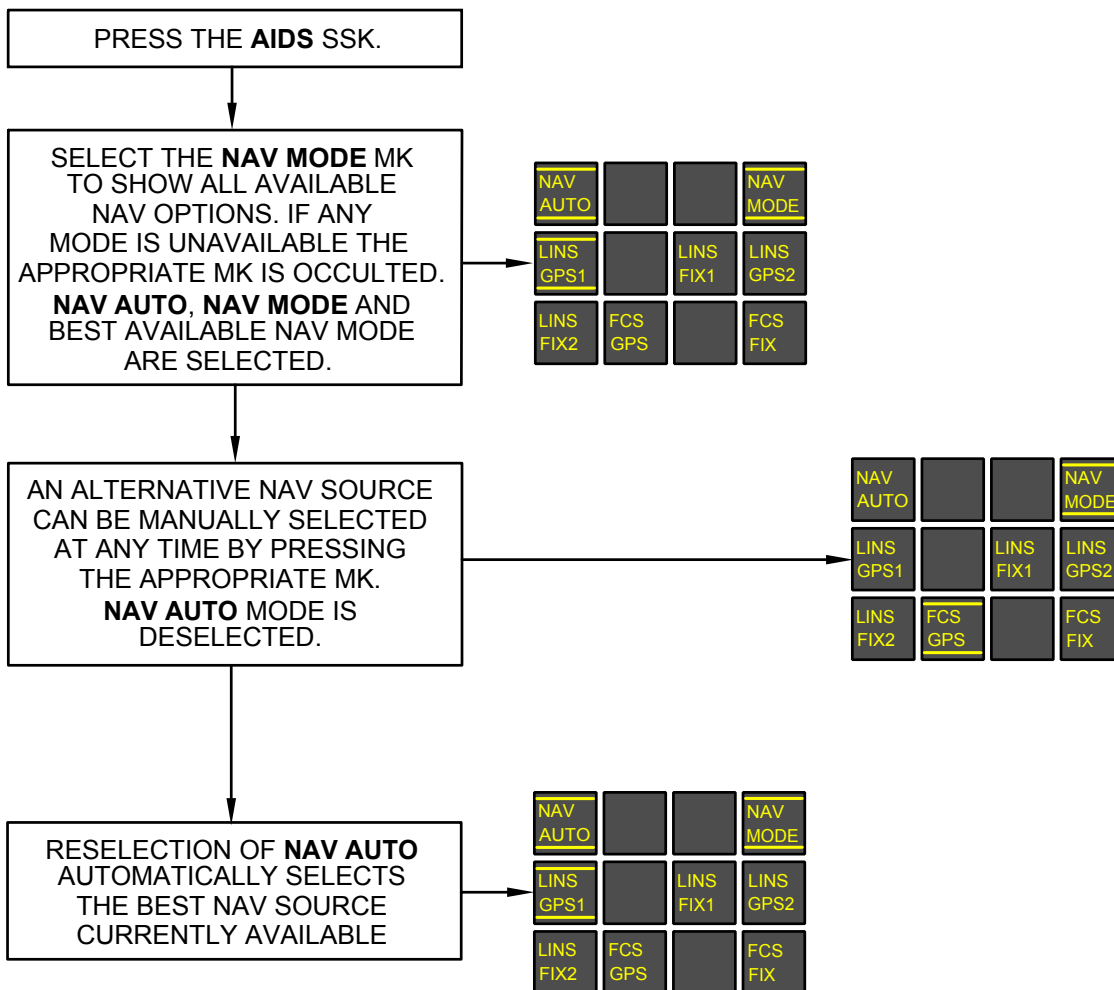 PRESS THE AIDS SSK.
SELECT THE NAV MODE MK
TO SHOW ALL AVAILABLE
NAV OPTIONS. IF ANY
MODE IS UNAVAILABLE THE
APPROPRIATE MK IS OCCULTED.
NAV AUTO, NAV MODE AND
BEST AVAILABLE NAV MODE
ARE SELECTED.
NAV
AUTO
NAV
MODE
LINS
GPS1
LINS
FIX1
LINS
GPS2
LINS
FIX2
FCS
GPS
FCS
FIX
AN ALTERNATIVE NAV SOURCE
CAN BE MANUALLY SELECTED
AT ANY TIME BY PRESSING
THE APPROPRIATE MK.
NAV AUTO MODE IS
DESELECTED.
NAV
AUTO
NAV
MODE
LINS
GPS1
LINS
FIX1
LINS
GPS2
LINS
FIX2
FCS
GPS
FCS
FIX
RESELECTION OF NAV AUTO
AUTOMATICALLY SELECTS
THE BEST NAV SOURCE
CURRENTLY AVAILABLE
NAV
AUTO
NAV
MODE
LINS
GPS1
LINS
FIX1
LINS
GPS2
LINS
FIX2
FCS
GPS
FCS
FIX